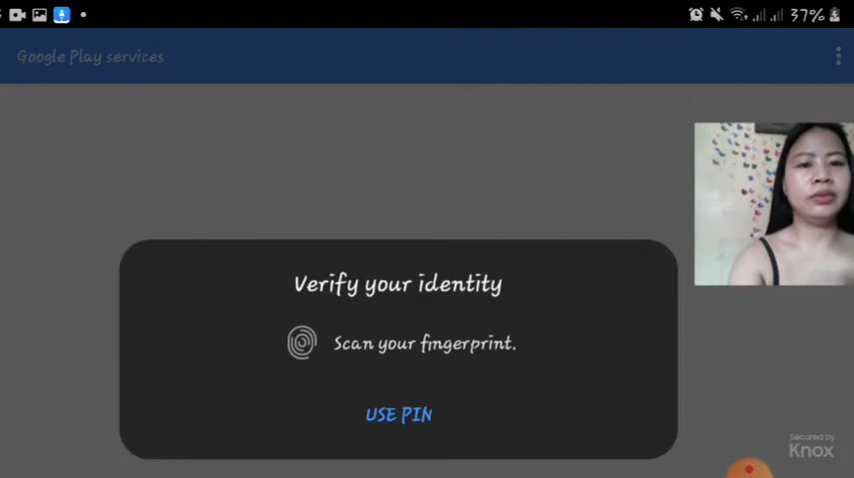 37%
Google Play services
Verify your identity
Scan your fingerprint.
USE PIN
Secured by
Knox